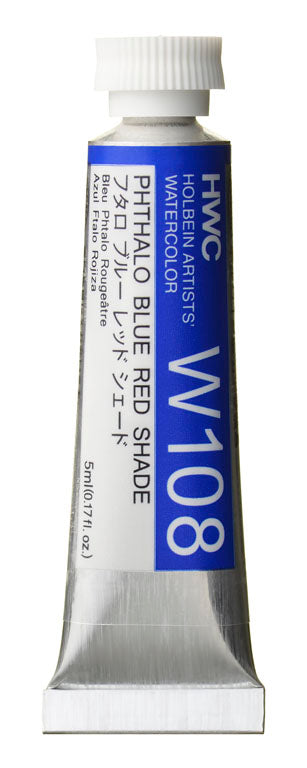 HWC
HOLBEIN ARTISTS'
WATERCOLOR
W108
PHTHALO BLUE RED SHADE
フタロ ブルー レッド シェード
Bleu Phtalo Rougeâtre
Azul Ftalo Rojiza
5ml(0.17fl. oz.)